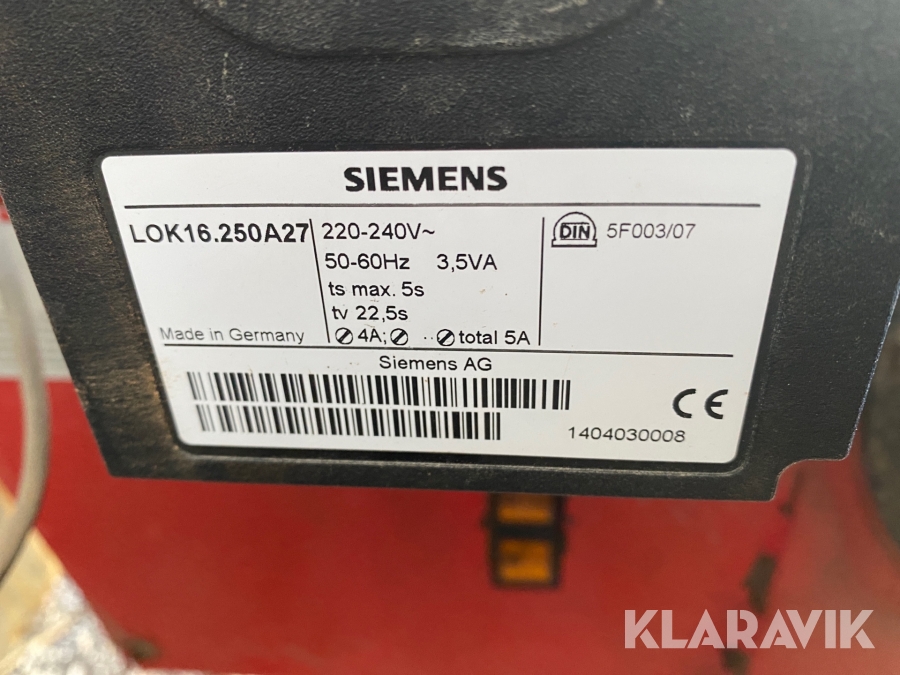 SIEMENS
LOK16.250A27
220-240V~
50-60Hz 3,5VA
ts max. 5s
tv 22,5s
4A; ·· total 5A
Made in Germany
DIN 5F003/07
Siemens AG
CE
1404030008
KLARAVIK